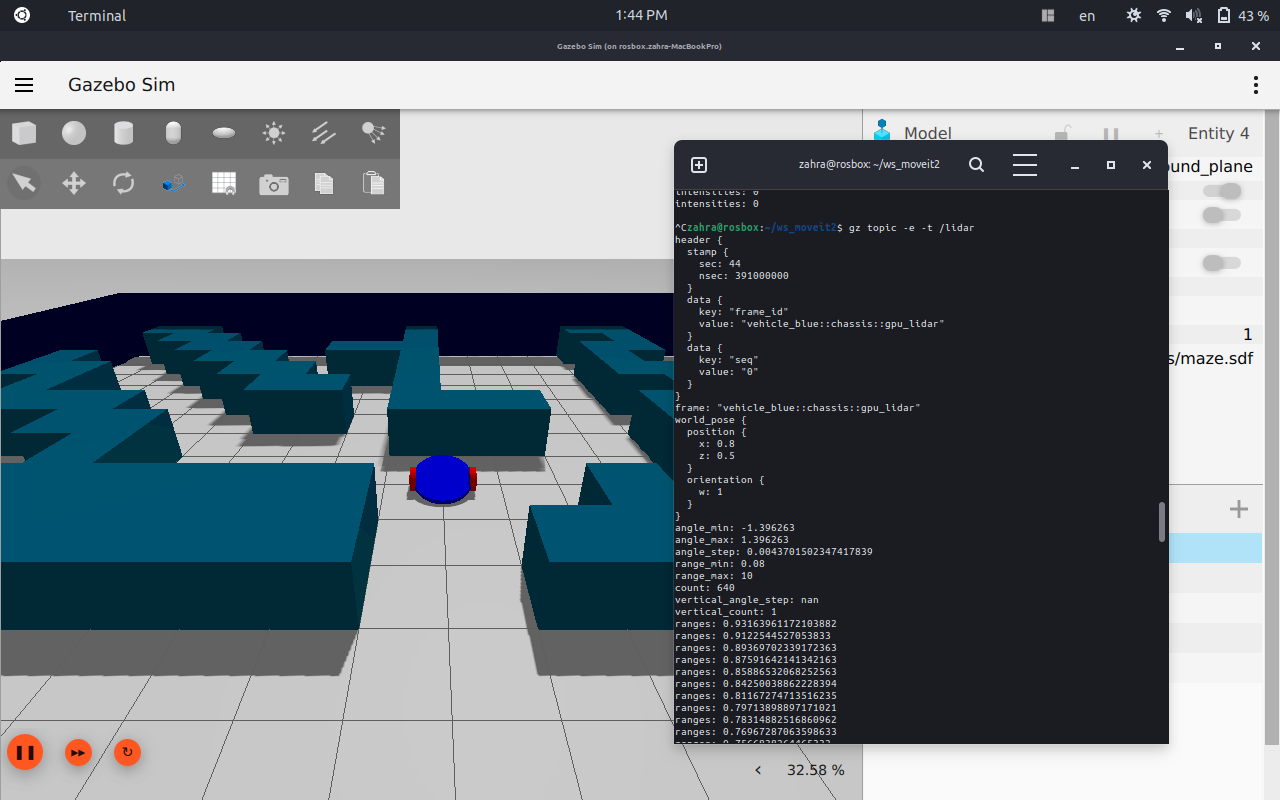 Terminal
1:44 PM
en
43 %
Gazebo Sim (on rosbox.zahra-MacBookPro)
Gazebo Sim
Model
Entity 4
und_plane
1
s/maze.sdf
zahra@rosbox: ~/ws_moveit2
intensities: 0
intensities: 0
^Czahra@rosbox:~/ws_moveit2$ gz topic -e -t /lidar
header {
stamp {
sec: 44
nsec: 391000000
}
data {
key: "frame_id"
value: "vehicle_blue::chassis::gpu_lidar"
}
data {
key: "seq"
value: "0"
}
}
frame: "vehicle_blue::chassis::gpu_lidar"
world_pose {
position {
x: 0.8
z: 0.5
}
orientation {
w: 1
}
}
angle_min: -1.396263
angle_max: 1.396263
angle_step: 0.0043701502347417839
range_min: 0.08
range_max: 10
count: 640
vertical_angle_step: nan
vertical_count: 1
ranges: 0.93163961172103882
ranges: 0.9122544527053833
ranges: 0.89369702339172363
ranges: 0.87591642141342163
ranges: 0.85886532068252563
ranges: 0.84250038862228394
ranges: 0.81167274713516235
ranges: 0.79713898897171021
ranges: 0.78314882516860962
ranges: 0.76967287063598633
32.58 %